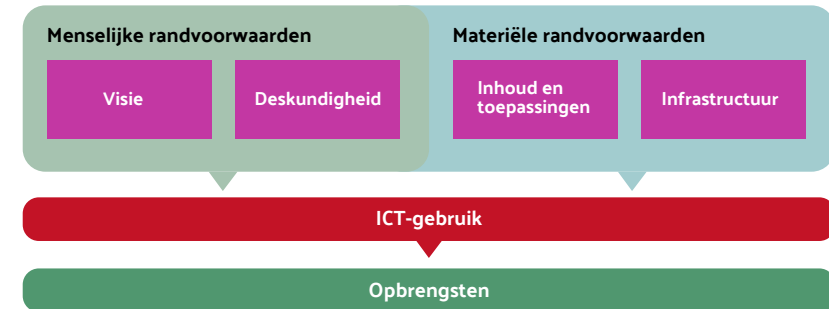 Menselijke randvoorwaarden
Visie
Deskundigheid
Materiële randvoorwaarden
Inhoud en
toepassingen
Infrastructuur
ICT-gebruik
Opbrengsten